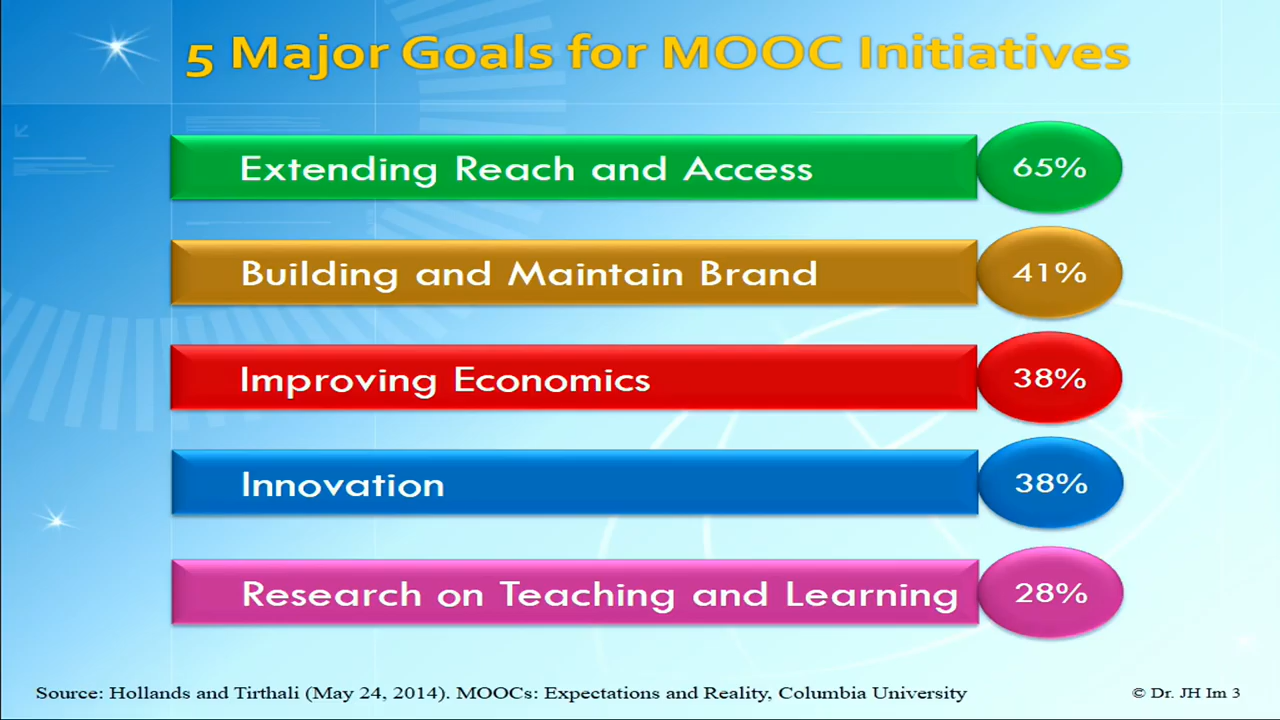 5 Major Goals for MOOC Initiatives
Extending Reach and Access 65%
Building and Maintain Brand 41%
Improving Economics 38%
Innovation 38%
Research on Teaching and Learning 28%
Source: Hollands and Tirthali (May 24, 2014). MOOCs: Expectations and Reality, Columbia University
© Dr. JH Im 3